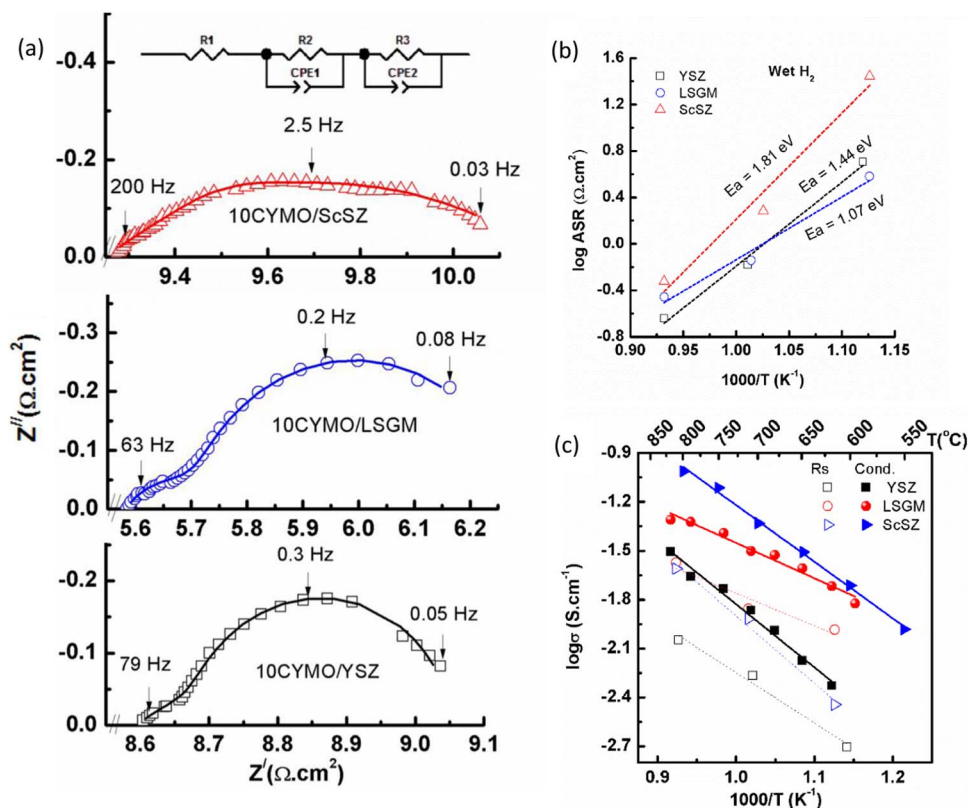 (a)
-0.4
-0.2
0.0
R1
R2
R3
CPE1
CPE2
2.5 Hz
200 Hz
0.03 Hz
10CYMO/ScSZ
9.4 9.6 9.8 10.0
-0.3
-0.2
-0.1
0.0
0.2 Hz
0.08 Hz
63 Hz
10CYMO/LSGM
5.6 5.7 5.8 5.9 6.0 6.1 6.2
-0.2
-0.1
0.0
0.3 Hz
0.05 Hz
79 Hz
10CYMO/YSZ
8.6 8.7 8.8 8.9 9.0 9.1
Z//(Ω.cm²)
Z/(Ω.cm²)
(b)
Wet H₂
YSZ
LSGM
ScSZ
Ea = 1.81 eV
Ea = 1.44 eV
Ea = 1.07 eV
log ASR (Ω.cm²)
2.0
1.6
1.2
0.8
0.4
0.0
-0.4
-0.8
0.90 0.95 1.00 1.05 1.10 1.15
1000/T (K⁻¹)
(c)
850 800 750 700 650 600 550
T(°C)
Rs Cond.
YSZ
LSGM
ScSZ
logσ (S.cm⁻¹)
-0.9
-1.2
-1.5
-1.8
-2.1
-2.4
-2.7
0.9 1.0 1.1 1.2
1000/T (K⁻¹)